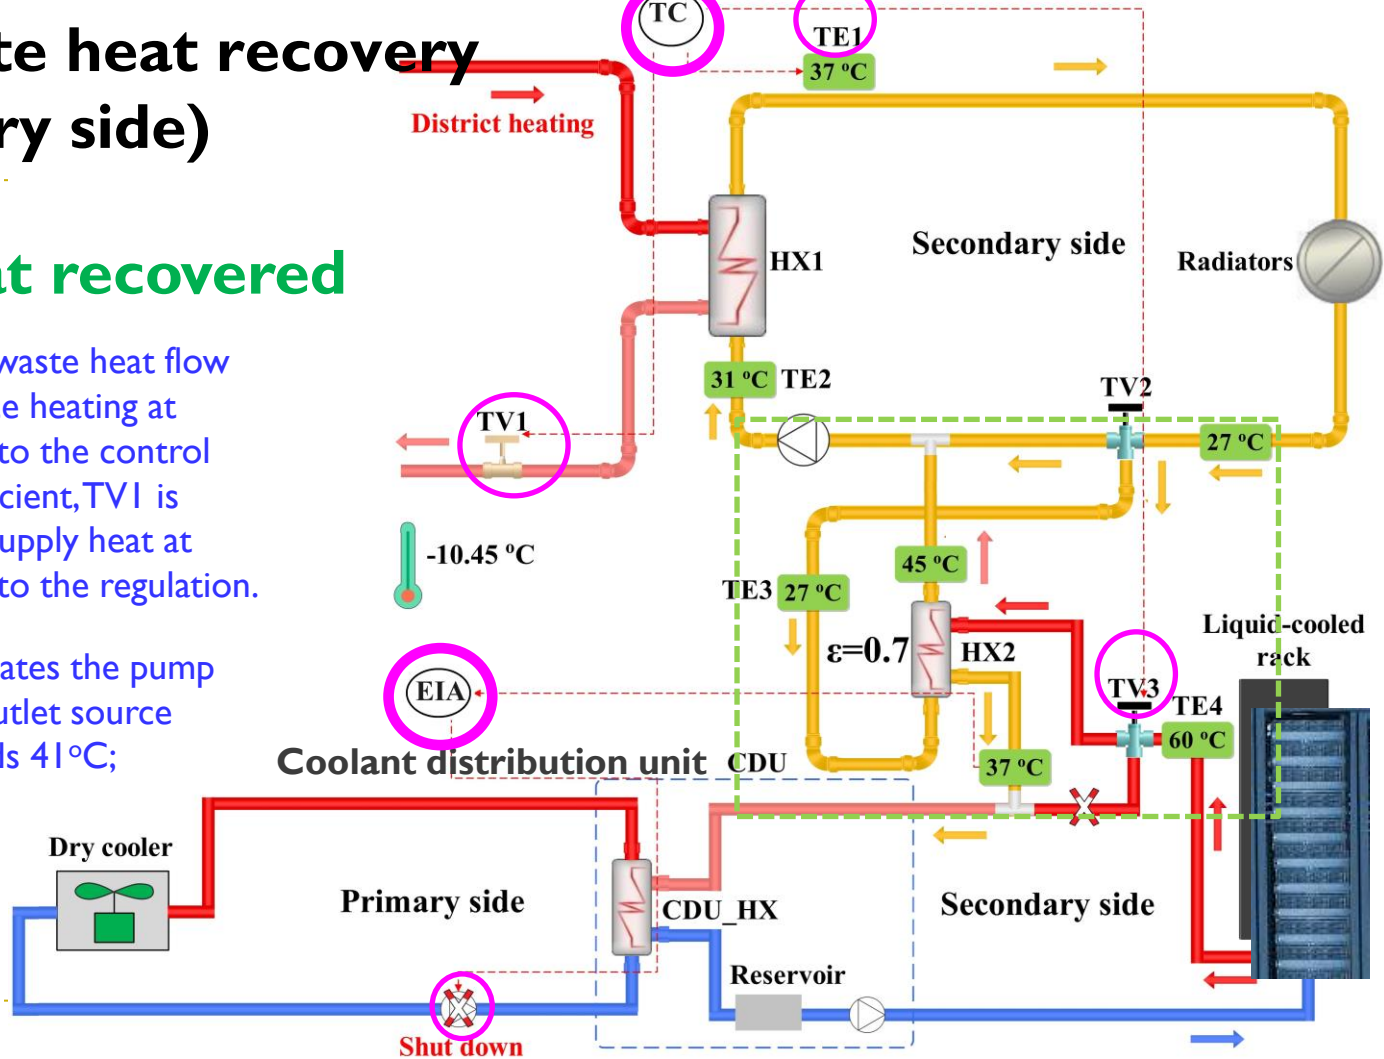 te heat recovery
ry side)
at recovered
waste heat flow
e heating at
to the control
cient, TV1 is
upply heat at
to the regulation.
ates the pump
utlet source
ls 41°C;
TC
TE1
37 °C
District heating
HX1
Secondary side
Radiators
31 °C TE2
TV1
TV2
27 °C
-10.45 °C
45 °C
TE3 27 °C
ε=0.7
HX2
Liquid-cooled
rack
EIA
TV3
TE4
60 °C
Coolant distribution unit CDU
37 °C
Dry cooler
Primary side
CDU_HX
Secondary side
Reservoir
Shut down